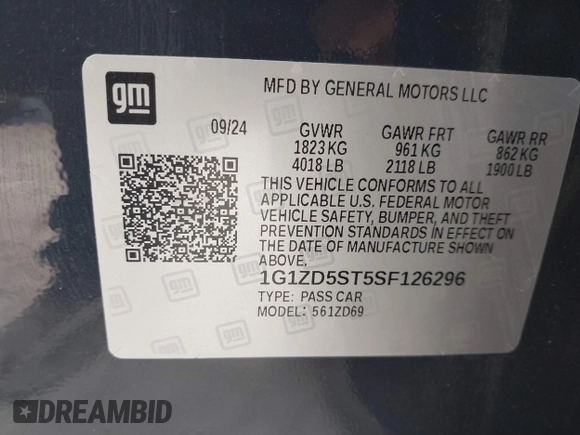 gm
MFD BY GENERAL MOTORS LLC
09/24
GVWR GAWR FRT GAWR RR
1823 KG 961 KG 862 KG
4018 LB 2118 LB 1900 LB
THIS VEHICLE CONFORMS TO ALL
APPLICABLE U.S. FEDERAL MOTOR
VEHICLE SAFETY, BUMPER, AND THEFT
PREVENTION STANDARDS IN EFFECT ON
THE DATE OF MANUFACTURE SHOWN
ABOVE.
1G1ZD5ST5SF126296
TYPE: PASS CAR
MODEL: 561ZD69
DREAMBID